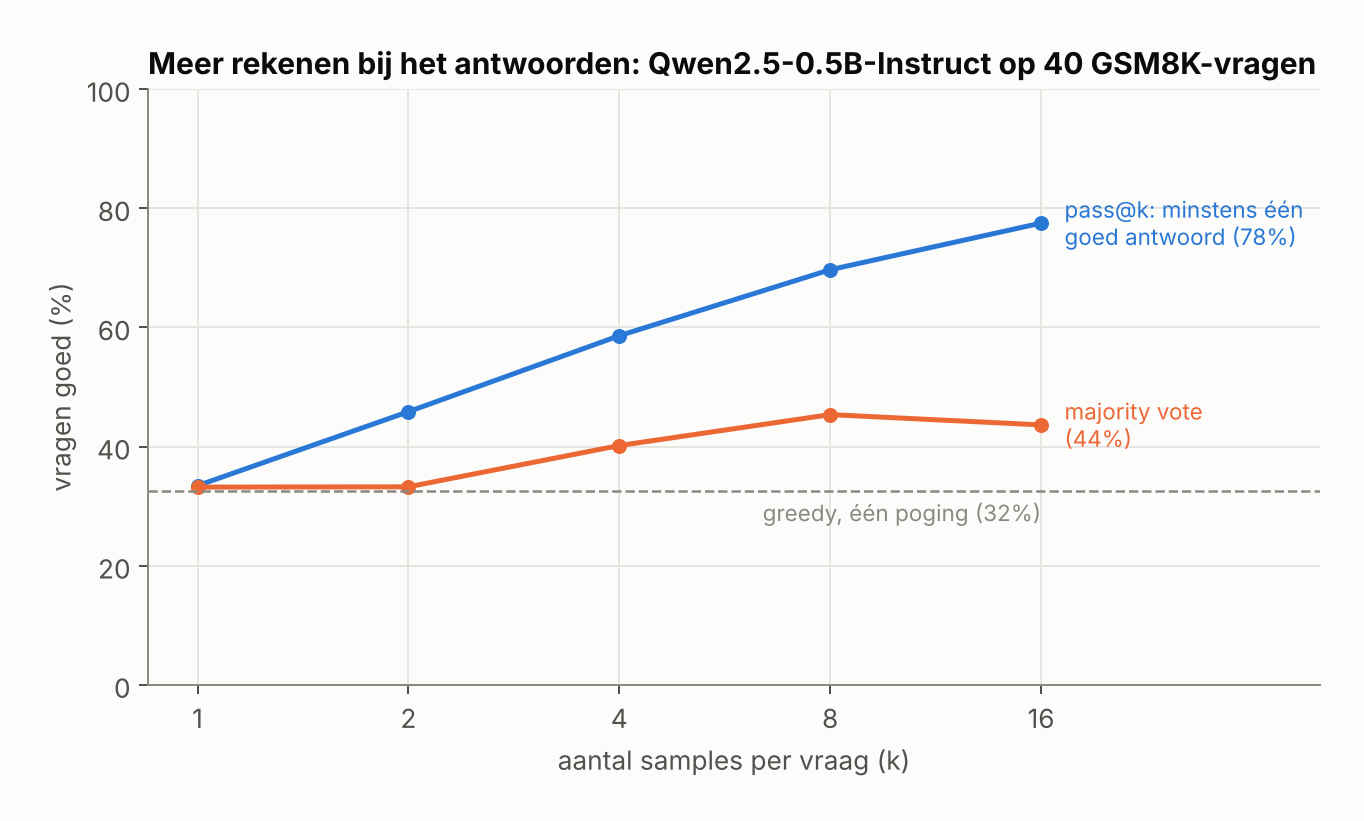 Meer rekenen bij het antwoorden: Qwen2.5-0.5B-Instruct op 40 GSM8K-vragen
100
80
60
40
20
0
vragen goed (%)
pass@k: minstens één
goed antwoord (78%)
majority vote
(44%)
greedy, één poging (32%)
1 2 4 8 16
aantal samples per vraag (k)